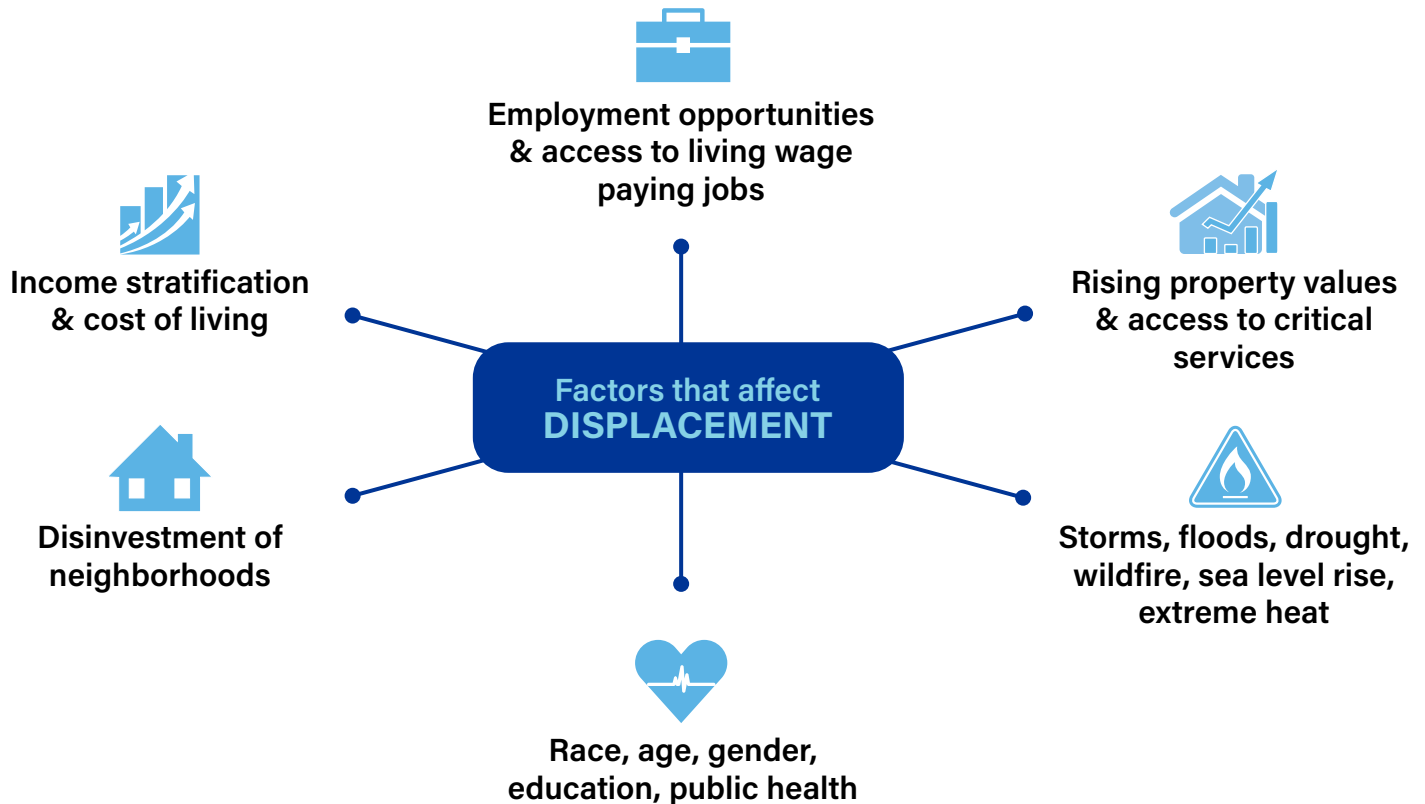 Employment opportunities
& access to living wage
paying jobs
Income stratification
& cost of living
Rising property values
& access to critical
services
Factors that affect
DISPLACEMENT
Disinvestment of
neighborhoods
Storms, floods, drought,
wildfire, sea level rise,
extreme heat
Race, age, gender,
education, public health